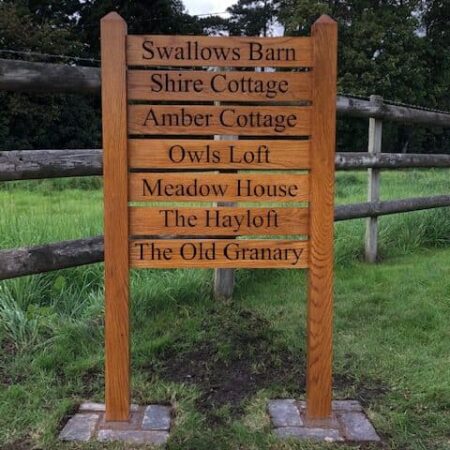 Swallows Barn
Shire Cottage
Amber Cottage
Owls Loft
Meadow House
The Hayloft
The Old Granary